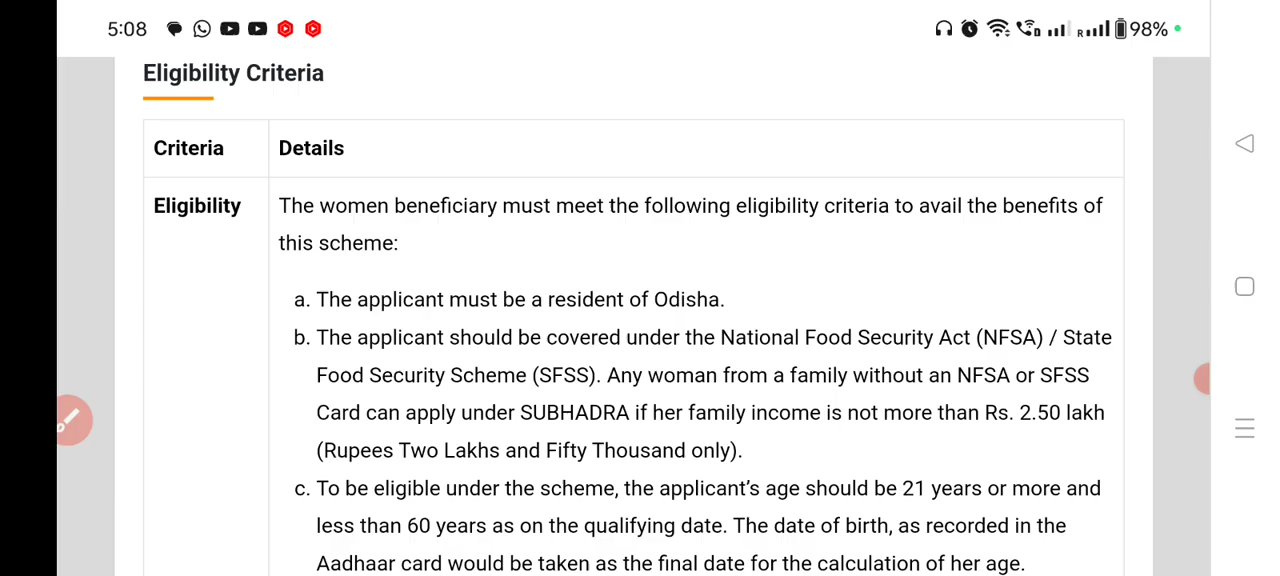 5:08
R 98%
Eligibility Criteria
Criteria Details
Eligibility The women beneficiary must meet the following eligibility criteria to avail the benefits of
this scheme:
a. The applicant must be a resident of Odisha.
b. The applicant should be covered under the National Food Security Act (NFSA) / State
Food Security Scheme (SFSS). Any woman from a family without an NFSA or SFSS
Card can apply under SUBHADRA if her family income is not more than Rs. 2.50 lakh
(Rupees Two Lakhs and Fifty Thousand only).
c. To be eligible under the scheme, the applicant’s age should be 21 years or more and
less than 60 years as on the qualifying date. The date of birth, as recorded in the
Aadhaar card would be taken as the final date for the calculation of her age.